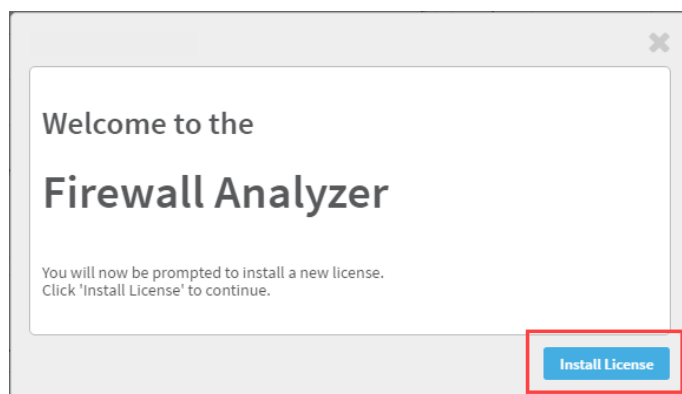 Welcome to the
Firewall Analyzer
You will now be prompted to install a new license.
Click 'Install License' to continue.
Install License